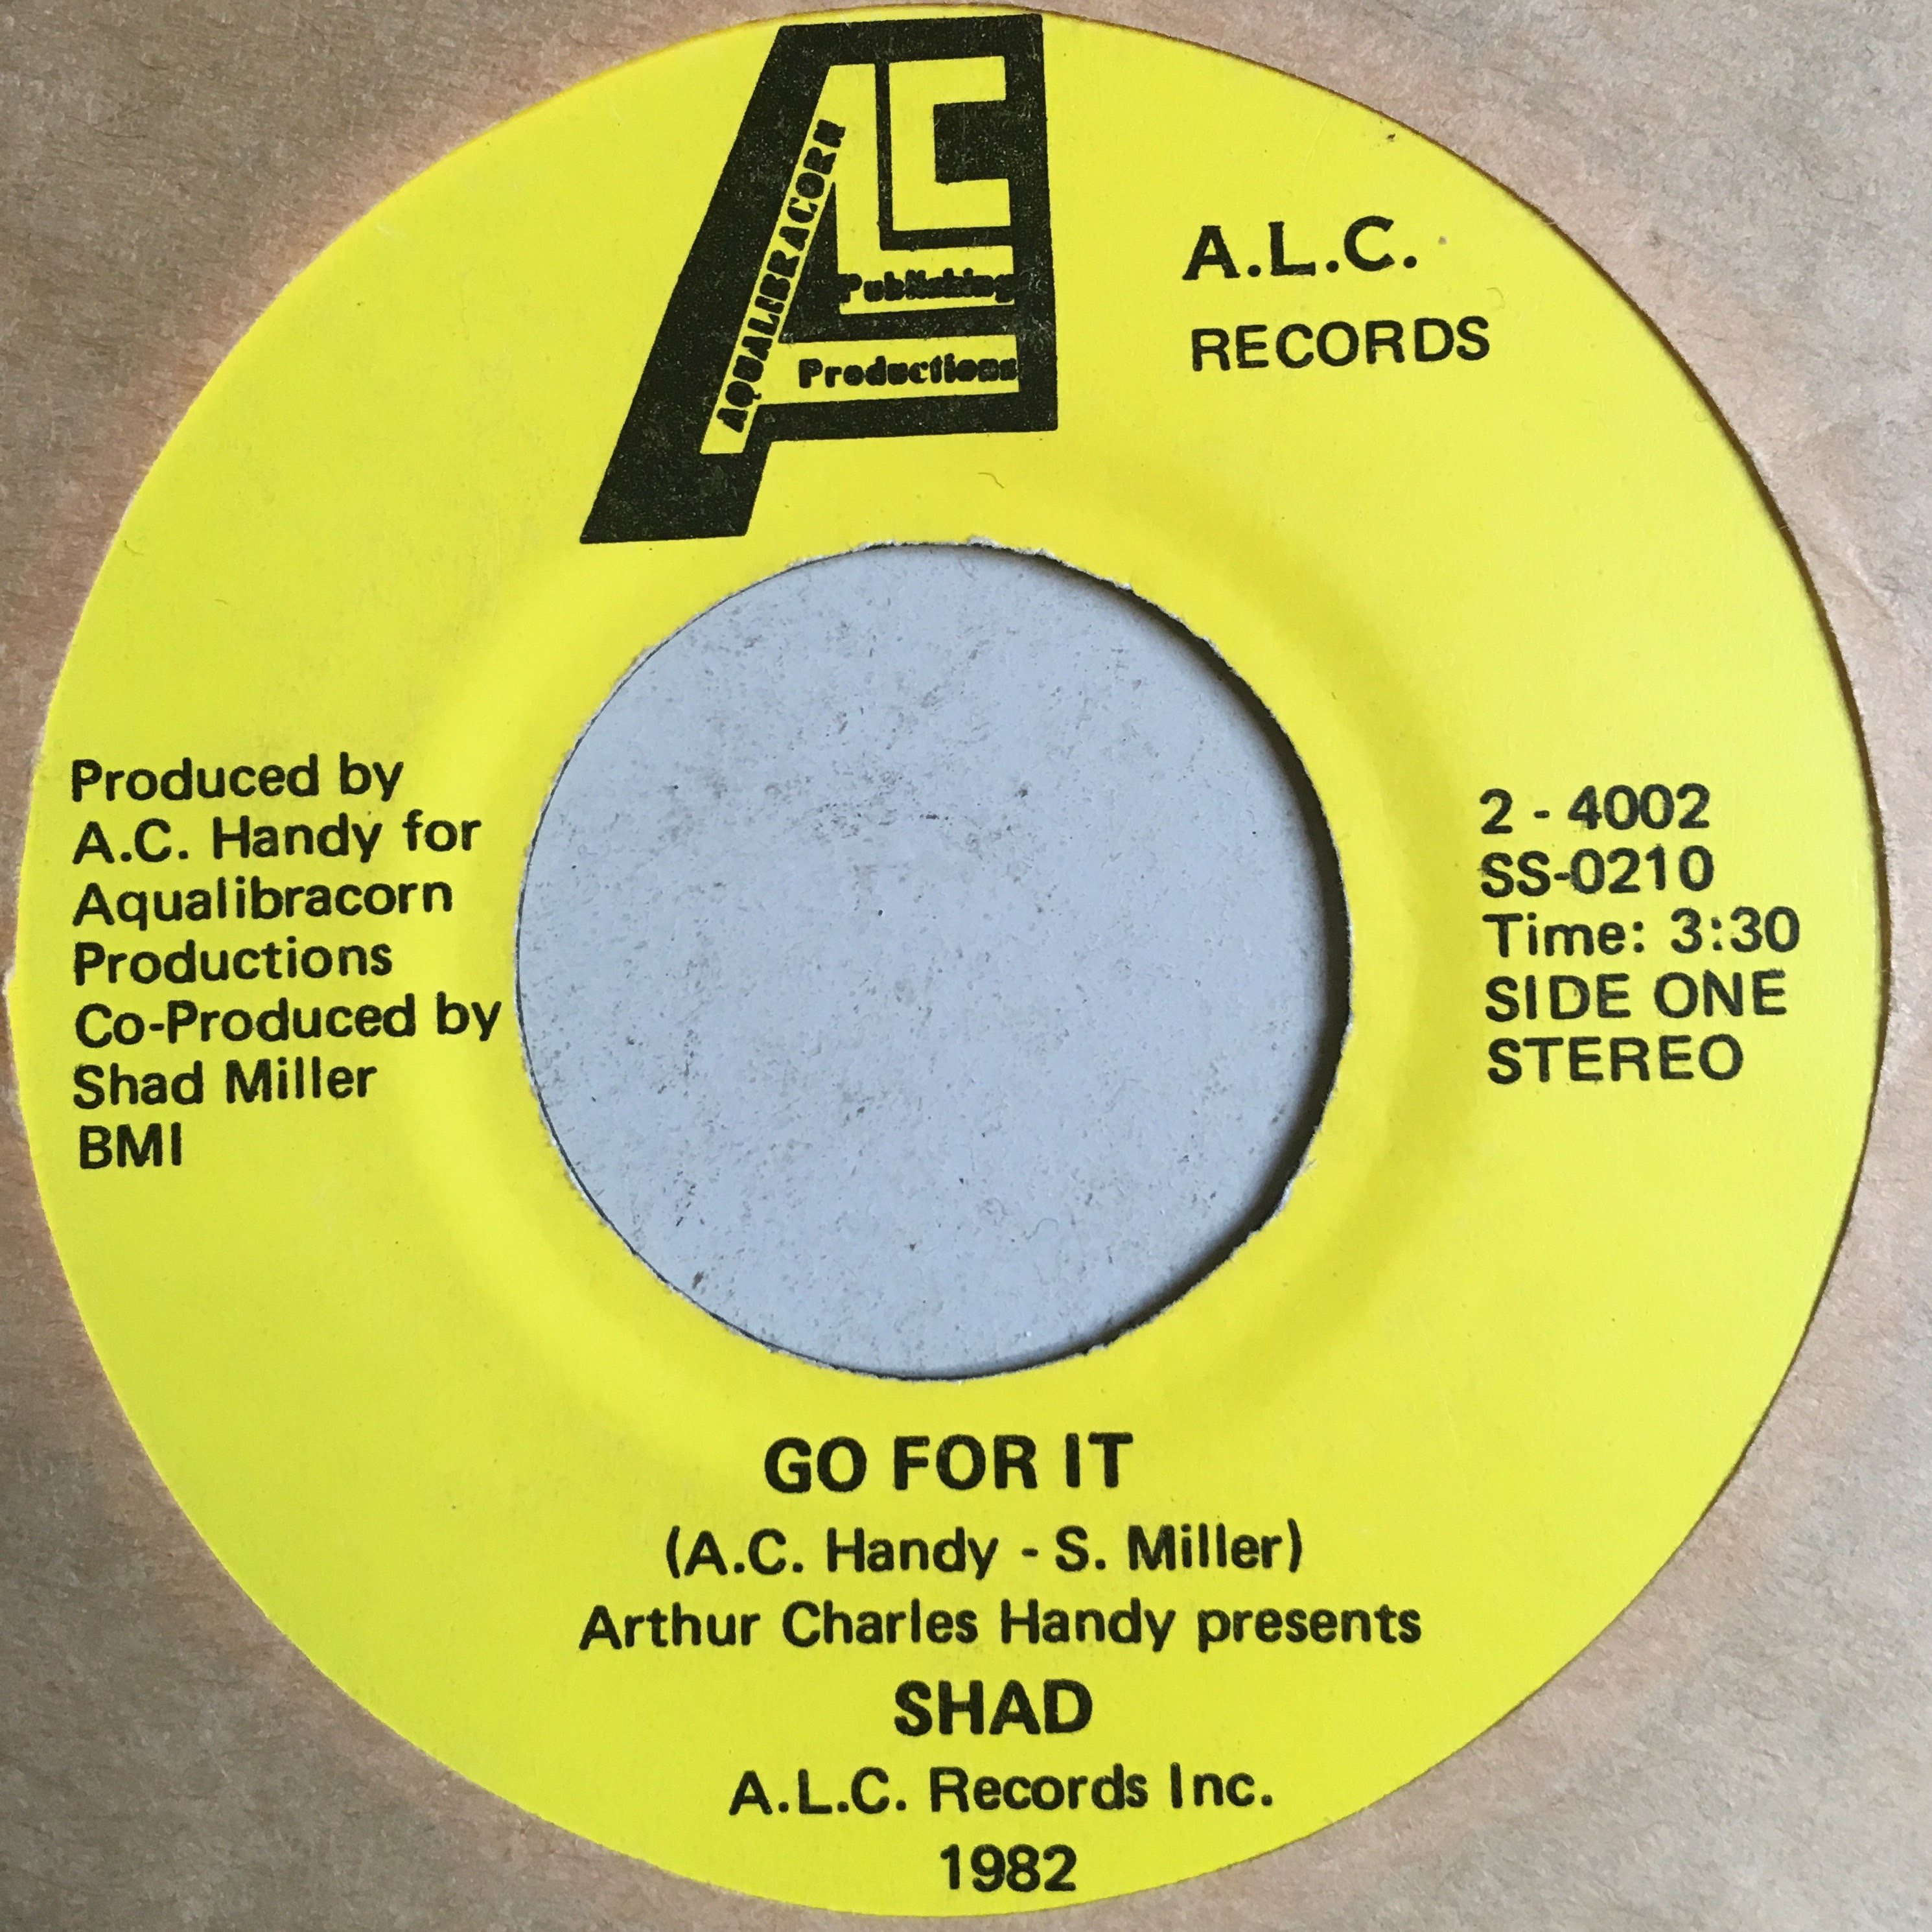 ALC
AQUALIBRACORN
Publishing
Productions
A.L.C.
RECORDS
Produced by
A.C. Handy for
Aqualibracorn
Productions
Co-Produced by
Shad Miller
BMI
2 - 4002
SS-0210
Time: 3:30
SIDE ONE
STEREO
GO FOR IT
(A.C. Handy - S. Miller)
Arthur Charles Handy presents
SHAD
A.L.C. Records Inc.
1982